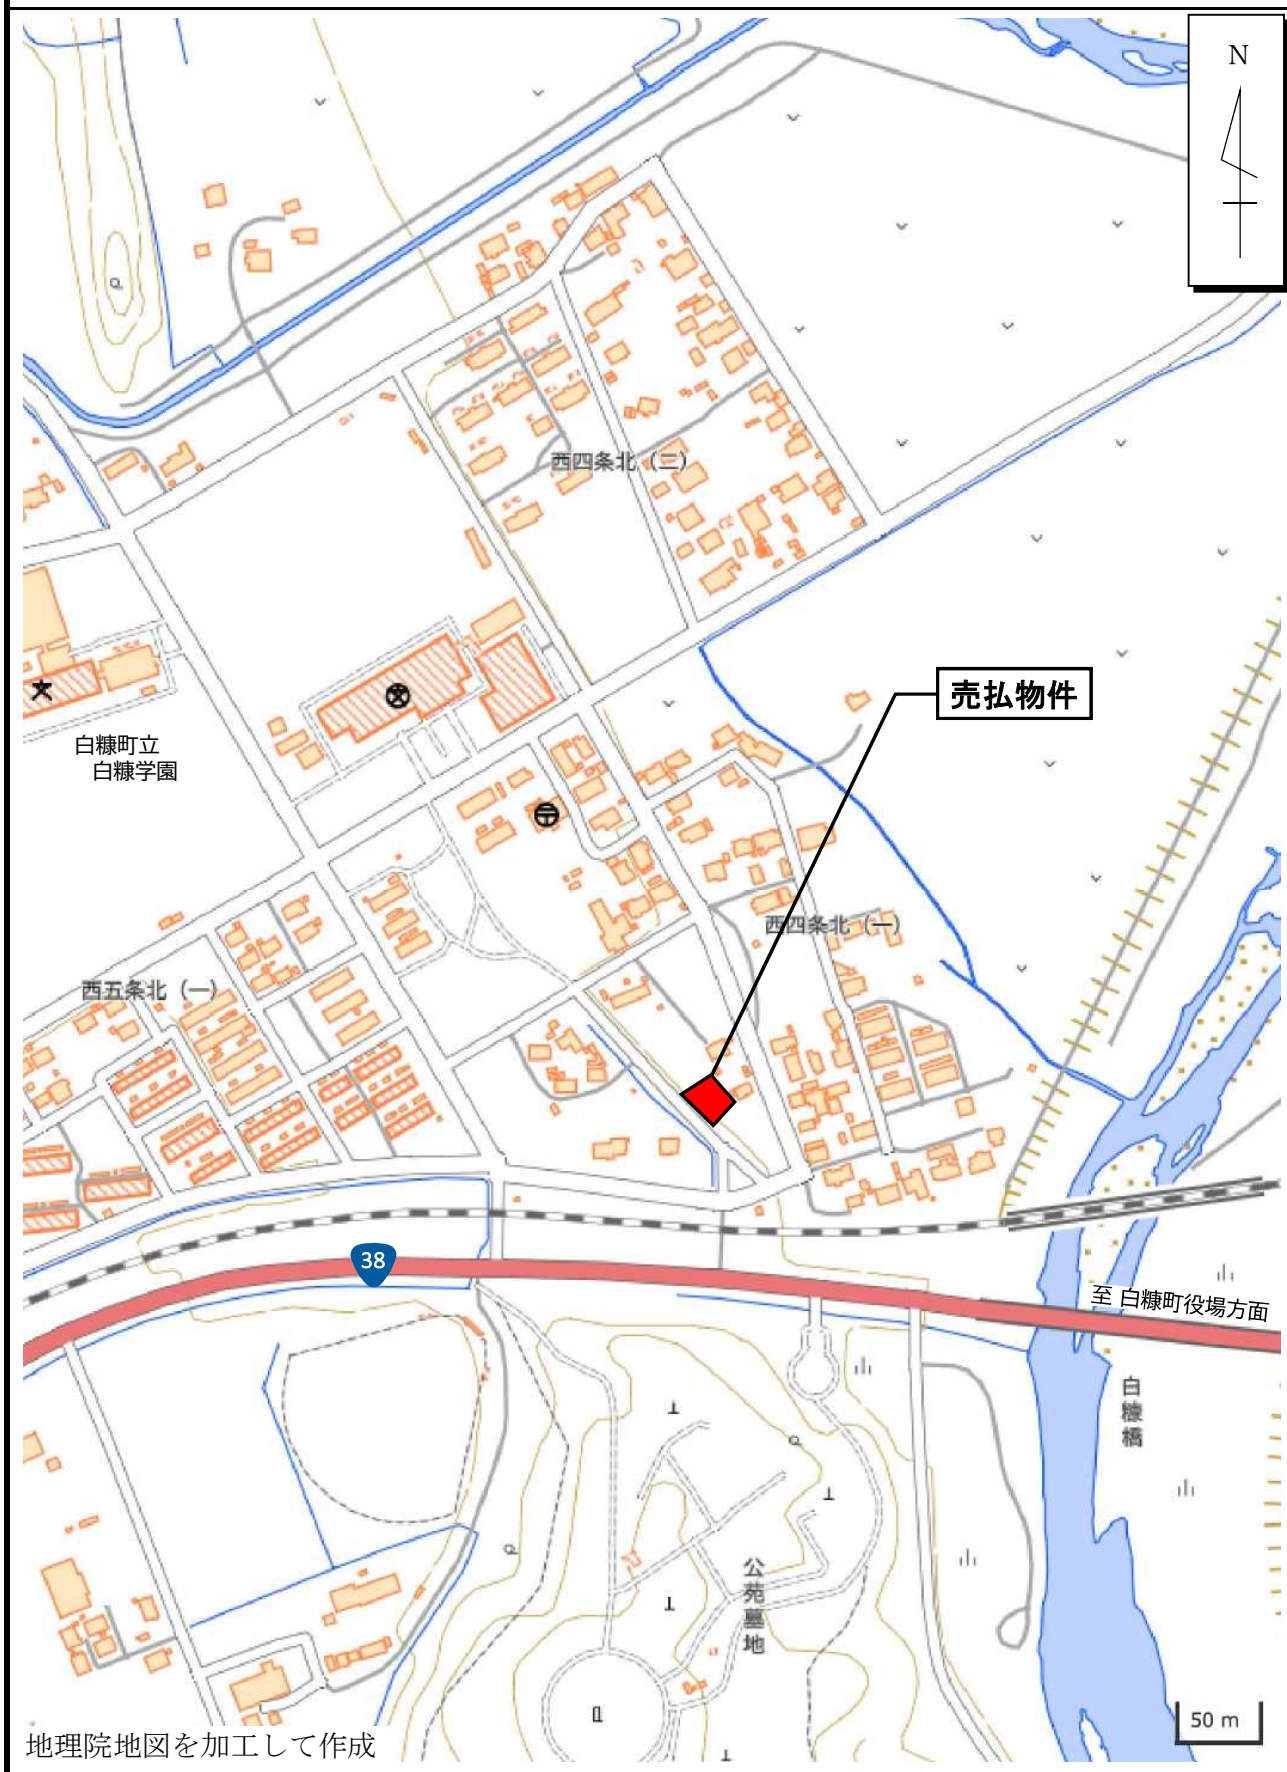 N
西四条北（二）
売払物件
白糠町立
白糠学園
西四条北（一）
西五条北（一）
38
至 白糠町役場方面
白糠橋
公苑墓地
50 m
地理院地図を加工して作成